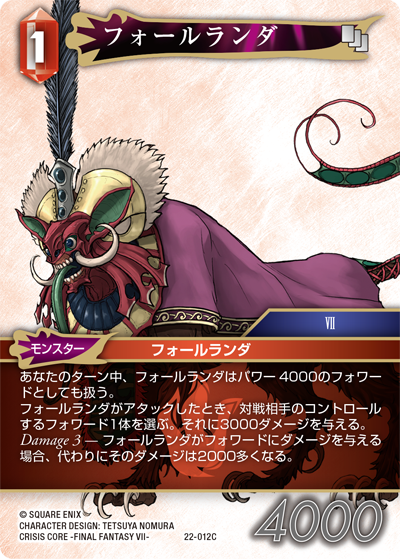 1
フォールランダ
VII
モンスター
フォールランダ
あなたのターン中、フォールランダはパワー4000のフォワー
ドとしても扱う。
フォールランダがアタックしたとき、対戦相手のコントロール
するフォワード1体を選ぶ。それに3000ダメージを与える。
Damage 3 ― フォールランダがフォワードにダメージを与える
場合、代わりにそのダメージは2000多くなる。
© SQUARE ENIX
CHARACTER DESIGN: TETSUYA NOMURA
CRISIS CORE -FINAL FANTASY VII-
22-012C
4000